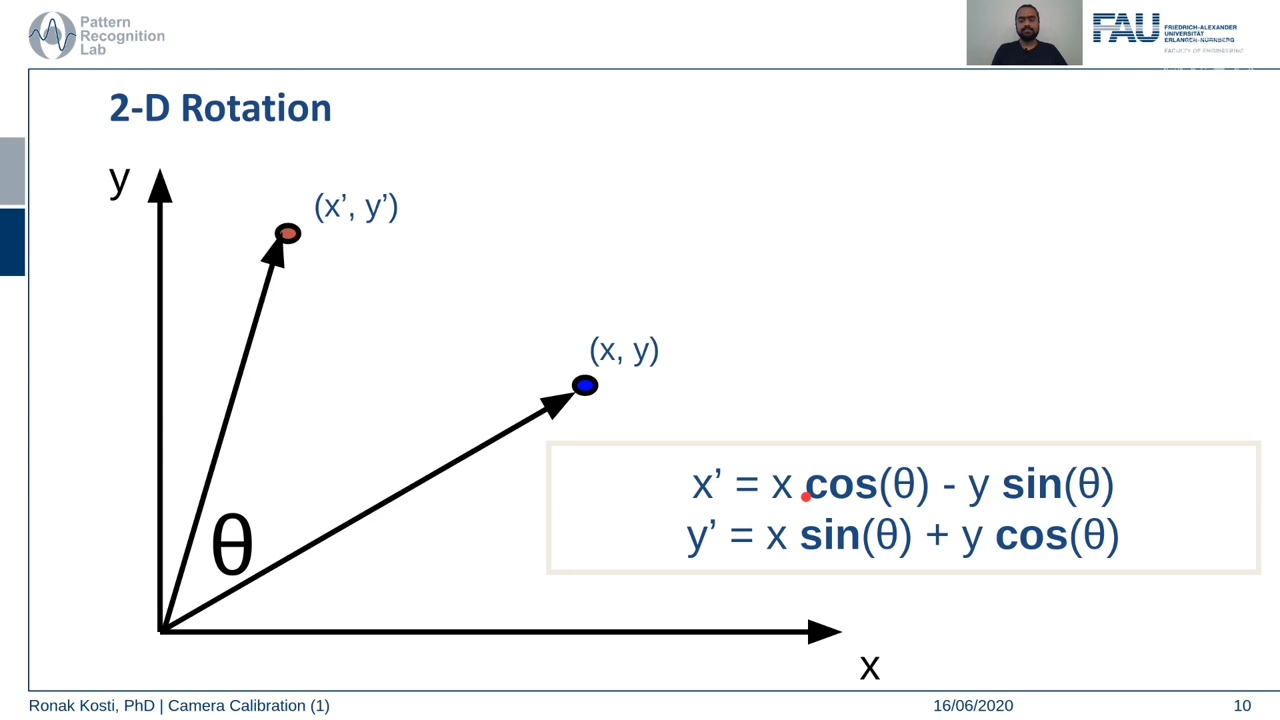 Pattern
Recognition
Lab
FAU
FRIEDRICH-ALEXANDER
UNIVERSITÄT
ERLANGEN-NÜRNBERG
FACULTY OF ENGINEERING
2-D Rotation
y
(x’, y’)
(x, y)
θ
x’ = x cos(θ) - y sin(θ)
y’ = x sin(θ) + y cos(θ)
x
Ronak Kosti, PhD | Camera Calibration (1)
16/06/2020
10